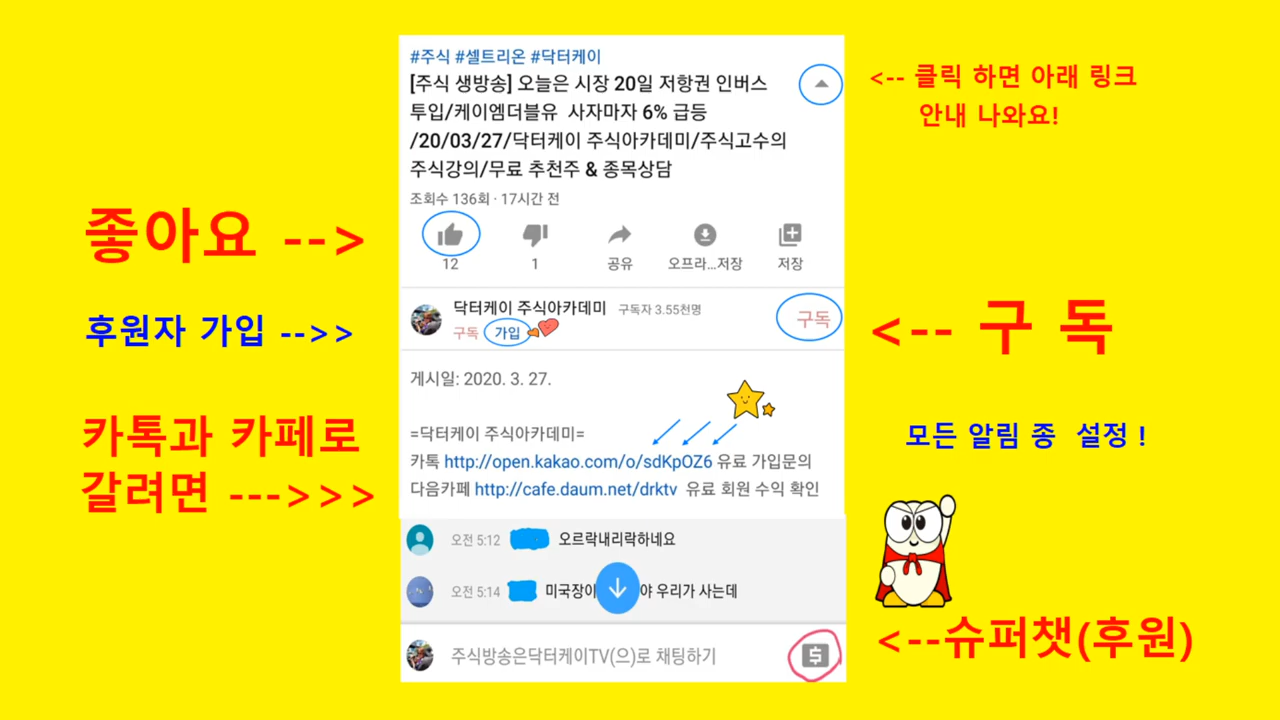 #주식 #셀트리온 #닥터케이
[주식 생방송] 오늘은 시장 20일 저항권 인버스
투입/케이엠더블유 사자마자 6% 급등
/20/03/27/닥터케이 주식아카데미/주식고수의
주식강의/무료 추천주 & 종목상담
조회수 136회 · 17시간 전
12
1
공유
오프라...저장
저장
<-- 클릭 하면 아래 링크
안내 나와요!
좋아요 -->
후원자 가입 -->>
카톡과 카페로
갈려면 --->>>
닥터케이 주식아카데미 구독자 3.55천명
구독 가입
구독
<-- 구 독
모든 알림 종 설정 !
게시일: 2020. 3. 27.
=닥터케이 주식아카데미=
카톡 http://open.kakao.com/o/sdKpOZ6 유료 가입문의
다음카페 http://cafe.daum.net/drktv 유료 회원 수익 확인
오전 5:12 오르락내리락하네요
오전 5:14 미국장이 야 우리가 사는데
주식방송은닥터케이TV(으)로 채팅하기
$
<--슈퍼챗(후원)